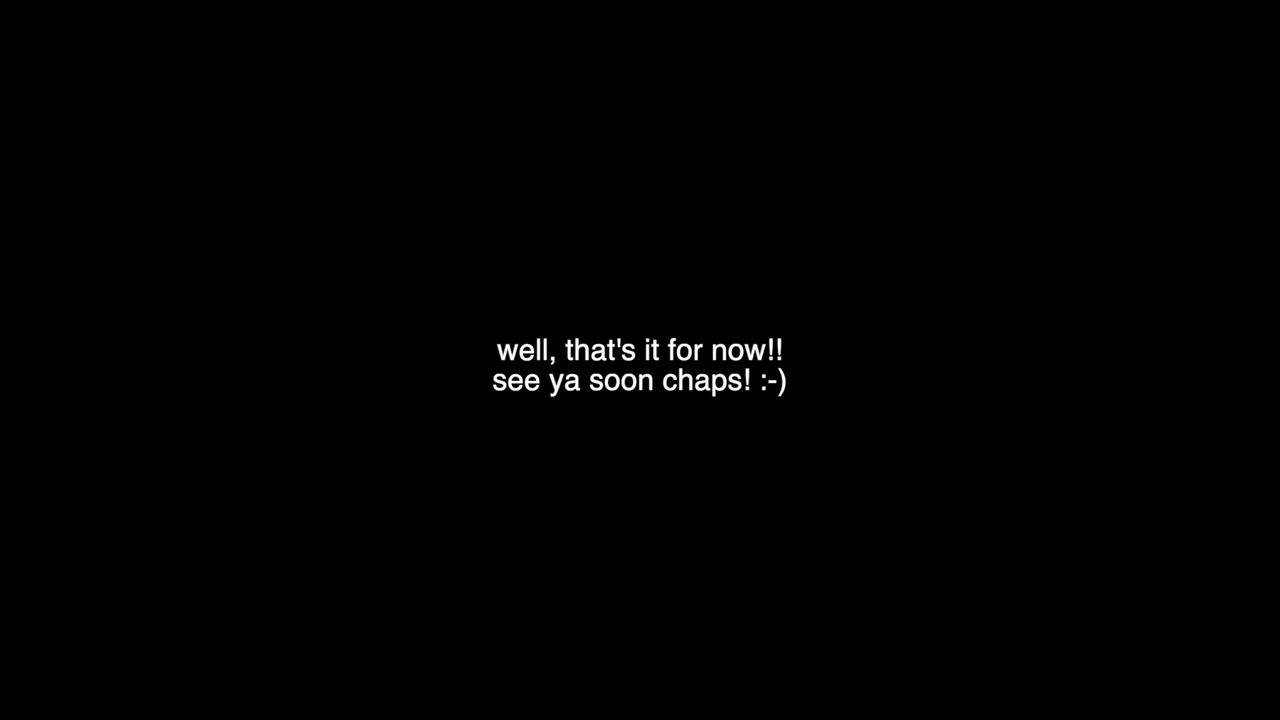 well, that's it for now!!
see ya soon chaps! :-)